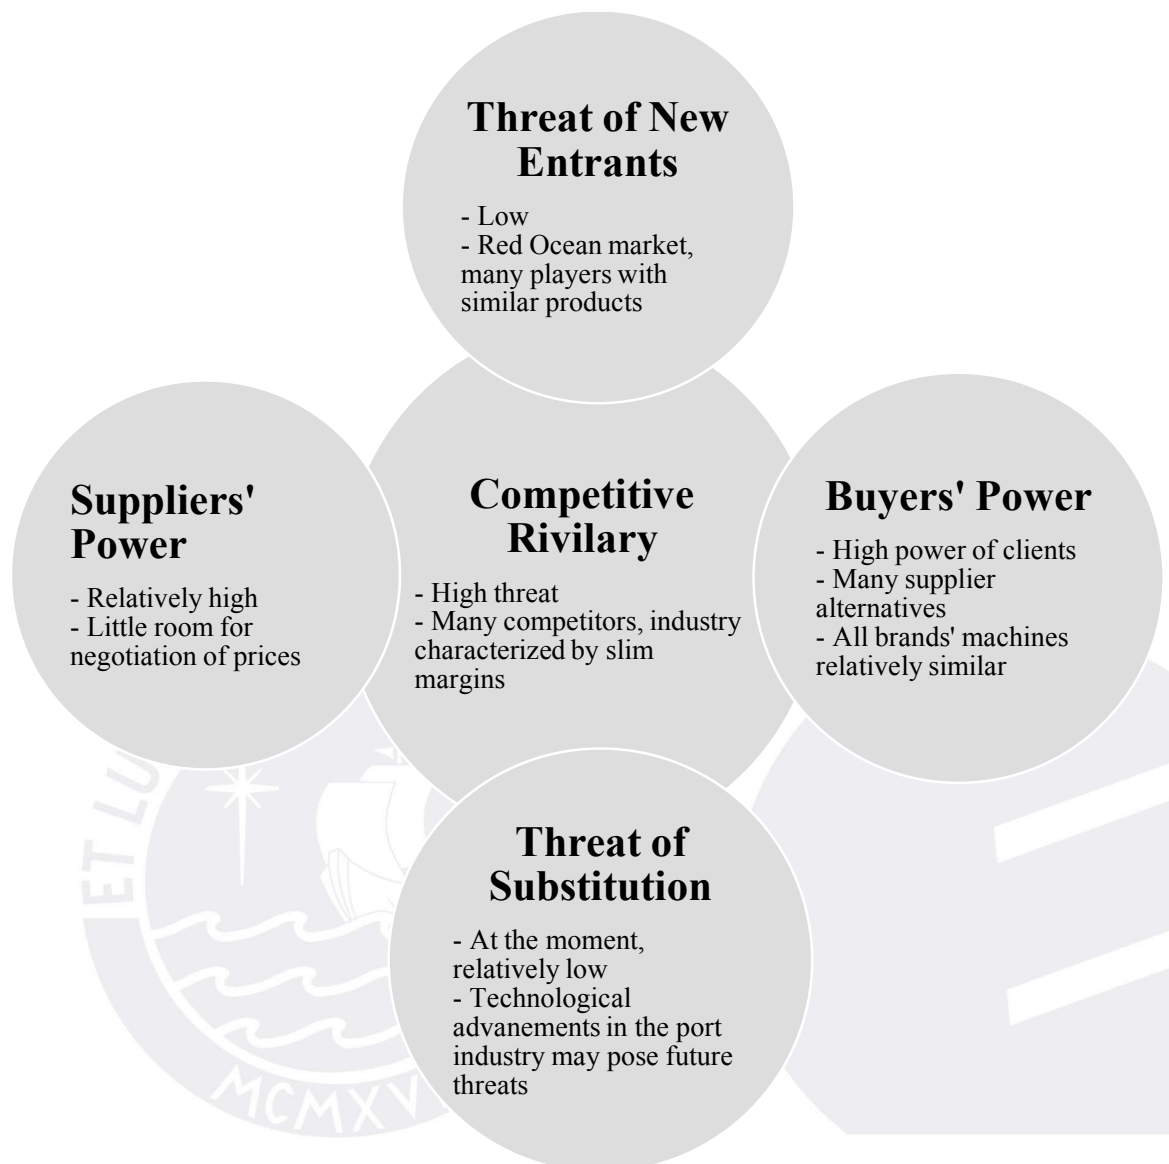 Threat of New
Entrants
- Low
- Red Ocean market,
many players with
similar products
Suppliers'
Power
- Relatively high
- Little room for
negotiation of prices
Competitive
Rivilary
- High threat
- Many competitors, industry
characterized by slim
margins
Buyers' Power
- High power of clients
- Many supplier
alternatives
- All brands' machines
relatively similar
Threat of
Substitution
- At the moment,
relatively low
- Technological
advanements in the port
industry may pose future
threats
ET LU
MCMXV